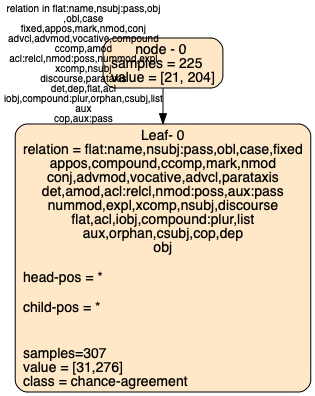 relation in flat:name,nsubj:pass,obj
,obl,case
fixed,appos,mark,nmod,conj
advcl,advmod,vocative,compound
ccomp,amod
acl:relcl,nmod:poss,nummod,expl
xcomp,nsubj
discourse,parataxis
det,dep,flat,acl
iobj,compound:plur,orphan,csubj,list
aux
cop,aux:pass
node - 0
samples = 225
value = [21, 204]
Leaf- 0
relation = flat:name,nsubj:pass,obl,case,fixed
appos,compound,ccomp,mark,nmod
conj,advmod,vocative,advcl,parataxis
det,amod,acl:relcl,nmod:poss,aux:pass
nummod,expl,xcomp,nsubj,discourse
flat,acl,iobj,compound:plur,list
aux,orphan,csubj,cop,dep
obj
head-pos = *
child-pos = *
samples=307
value = [31,276]
class = chance-agreement